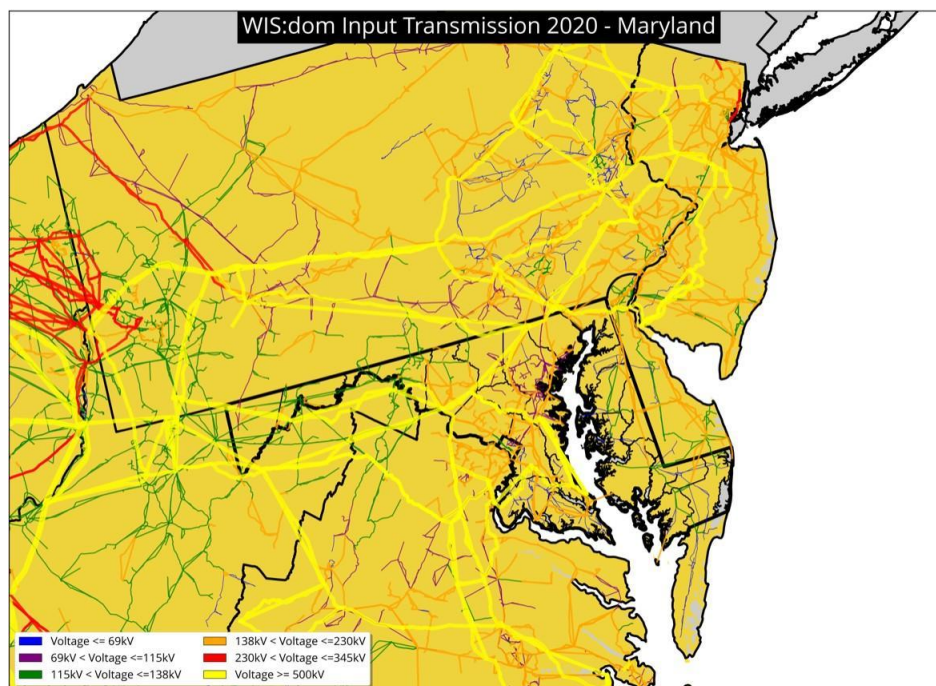 WIS:dom Input Transmission 2020 - Maryland
Voltage <= 69kV
69kV < Voltage <=115kV
115kV < Voltage <=138kV
138kV < Voltage <=230kV
230kV < Voltage <=345kV
Voltage >= 500kV